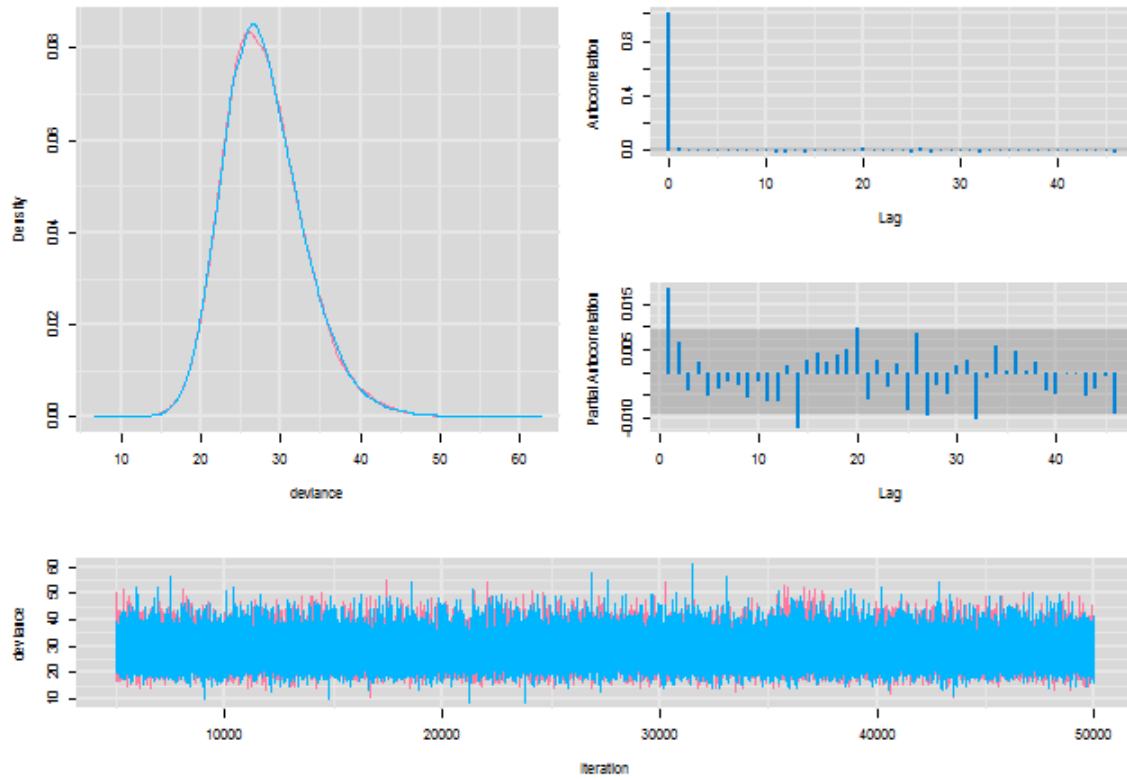 Density
0.00 0.02 0.04 0.06 0.08
10 20 30 40 50 60
deviance
Autocorrelation
0.0 0.4 0.8
0 10 20 30 40
Lag
Partial Autocorrelation
-0.010 0.005 0.015
0 10 20 30 40
Lag
deviance
10 20 30 40 50 60
10000 20000 30000 40000 50000
Iteration